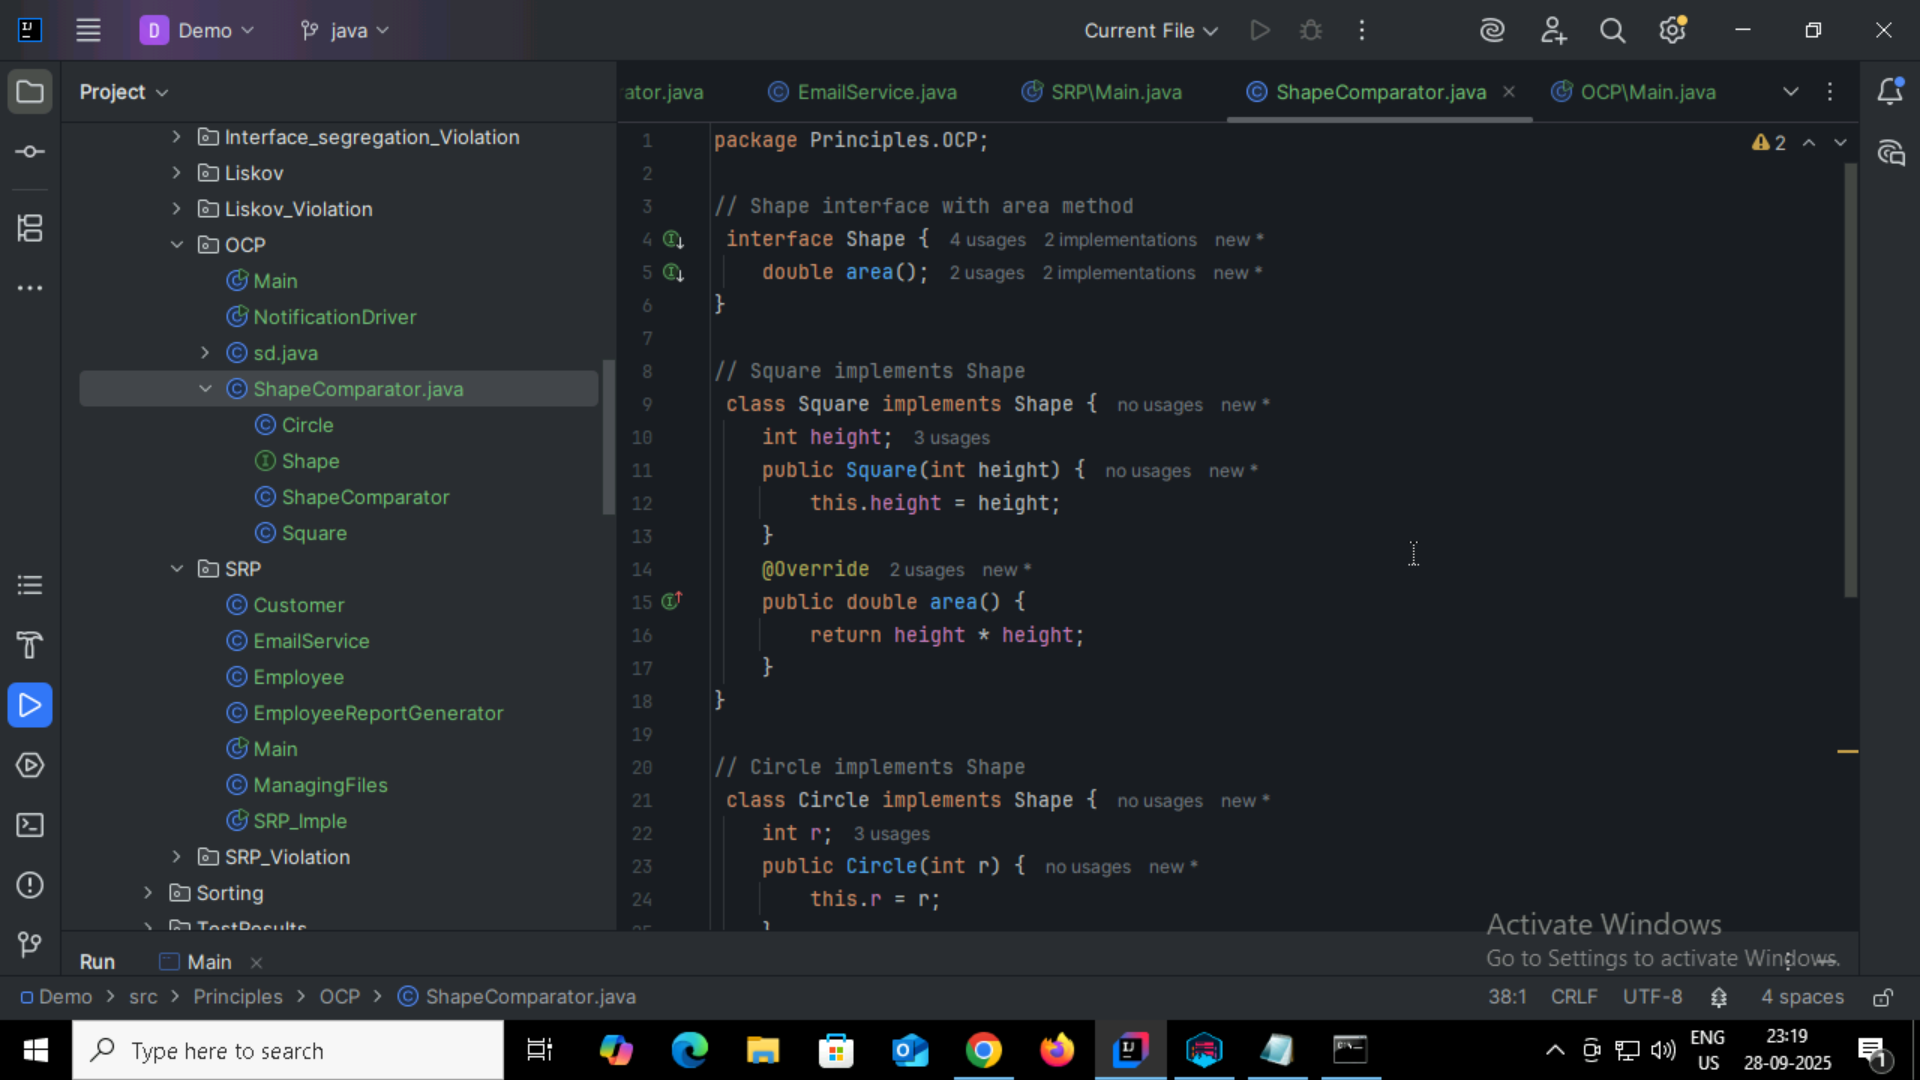 D Demo java Current File
Project
ator.java EmailService.java SRP\Main.java ShapeComparator.java OCP\Main.java
Interface_segregation_Violation
Liskov
Liskov_Violation
OCP
Main
NotificationDriver
sd.java
ShapeComparator.java
Circle
Shape
ShapeComparator
Square
SRP
Customer
EmailService
Employee
EmployeeReportGenerator
Main
ManagingFiles
SRP_Imple
SRP_Violation
Sorting
TestResults
1 package Principles.OCP; 2
2
3 // Shape interface with area method
4 interface Shape { 4 usages 2 implementations new *
5 double area(); 2 usages 2 implementations new *
6 }
7
8 // Square implements Shape
9 class Square implements Shape { no usages new *
10 int height; 3 usages
11 public Square(int height) { no usages new *
12 this.height = height;
13 }
14 @Override 2 usages new *
15 public double area() {
16 return height * height;
17 }
18 }
19
20 // Circle implements Shape
21 class Circle implements Shape { no usages new *
22 int r; 3 usages
23 public Circle(int r) { no usages new *
24 this.r = r;
25 }
Activate Windows
Go to Settings to activate Windows.
Run Main
Demo > src > Principles > OCP > ShapeComparator.java 38:1 CRLF UTF-8 4 spaces
Type here to search
ENG
US
23:19
28-09-2025
1